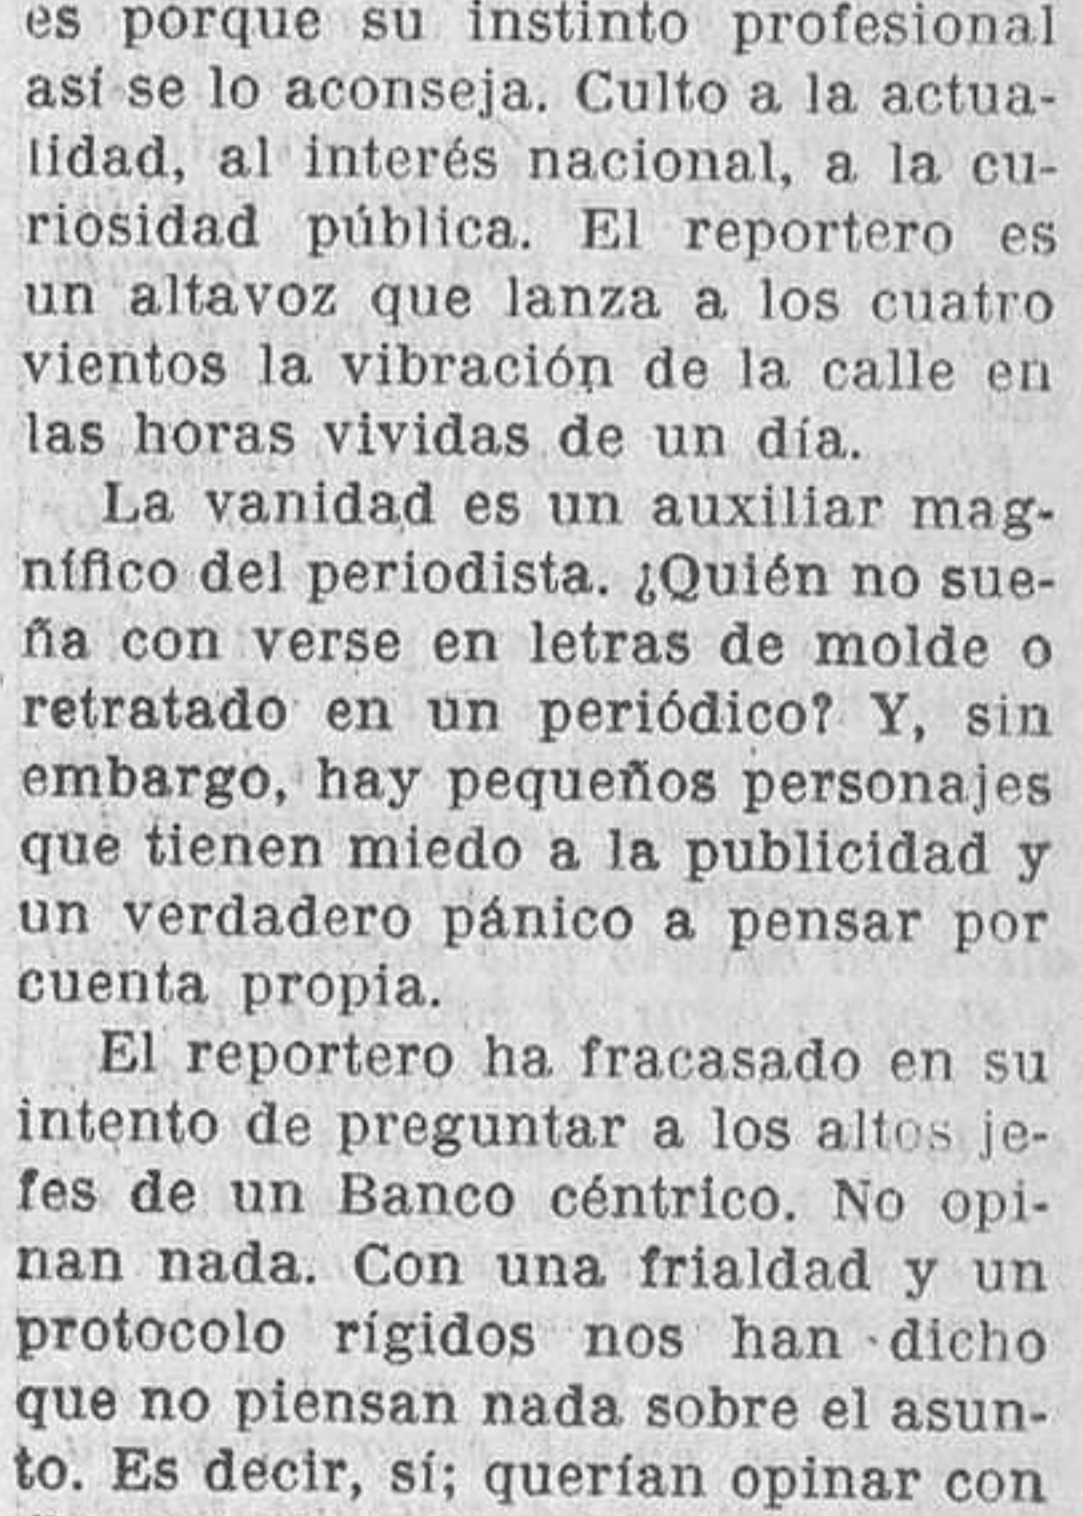 es porque su instinto profesional
así se lo aconseja. Culto a la actua-
lidad, al interés nacional, a la cu-
riosidad pública. El reportero es
un altavoz que lanza a los cuatro
vientos la vibración de la calle en
las horas vividas de un día.
La vanidad es un auxiliar mag-
nífico del periodista. ¿Quién no sue-
ña con verse en letras de molde o
retratado en un periódico? Y, sin
embargo, hay pequeños personajes
que tienen miedo a la publicidad y
un verdadero pánico a pensar por
cuenta propia.
El reportero ha fracasado en su
intento de preguntar a los altos je-
fes de un Banco céntrico. No opi-
nan nada. Con una frialdad y un
protocolo rígidos nos han dicho
que no piensan nada sobre el asun-
to. Es decir, sí; querían opinar con